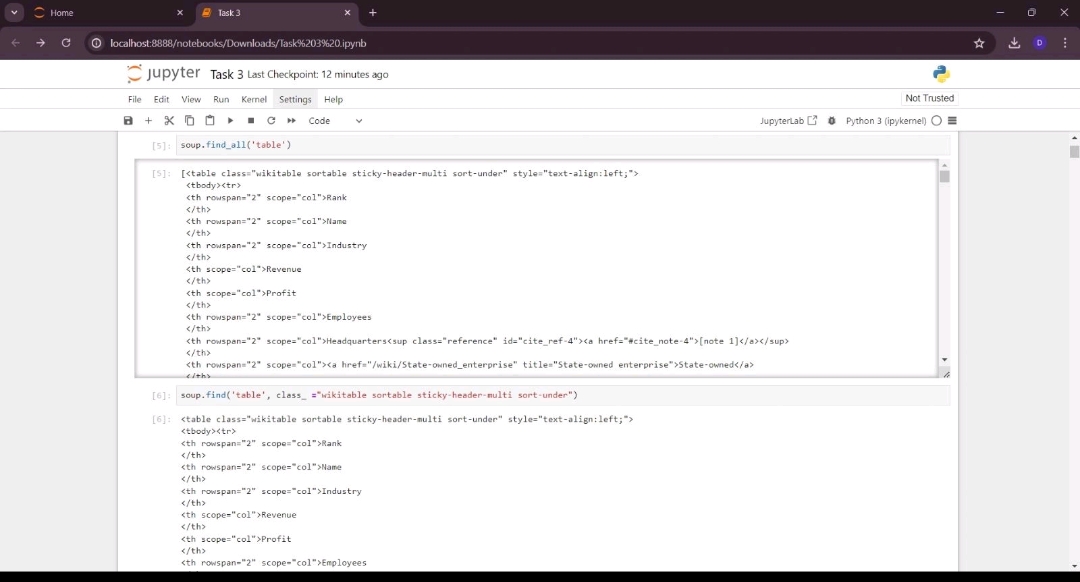 Home
Task 3
localhost:8888/notebooks/Downloads/Task%203%20.ipynb
D
jupyter Task 3 Last Checkpoint: 12 minutes ago
File Edit View Run Kernel Settings Help
Not Trusted
Code
JupyterLab
Python 3 (ipykernel)
[5]: soup.find_all('table')
[5]: [<table class="wikitable sortable sticky-header-multi sort-under" style="text-align:left;">
<tbody><tr>
<th rowspan="2" scope="col">Rank
</th>
<th rowspan="2" scope="col">Name
</th>
<th rowspan="2" scope="col">Industry
</th>
<th scope="col">Revenue
</th>
<th scope="col">Profit
</th>
<th rowspan="2" scope="col">Employees
</th>
<th rowspan="2" scope="col">Headquarters<sup class="reference" id="cite_ref-4"><a href="#cite_note-4">[note 1]</a></sup>
</th>
<th rowspan="2" scope="col"><a href="/wiki/State-owned_enterprise" title="State-owned enterprise">State-owned</a>
</th>
[6]: soup.find('table', class_ ="wikitable sortable sticky-header-multi sort-under")
[6]: <table class="wikitable sortable sticky-header-multi sort-under" style="text-align:left;">
<tbody><tr>
<th rowspan="2" scope="col">Rank
</th>
<th rowspan="2" scope="col">Name
</th>
<th rowspan="2" scope="col">Industry
</th>
<th scope="col">Revenue
</th>
<th scope="col">Profit
</th>
<th rowspan="2" scope="col">Employees